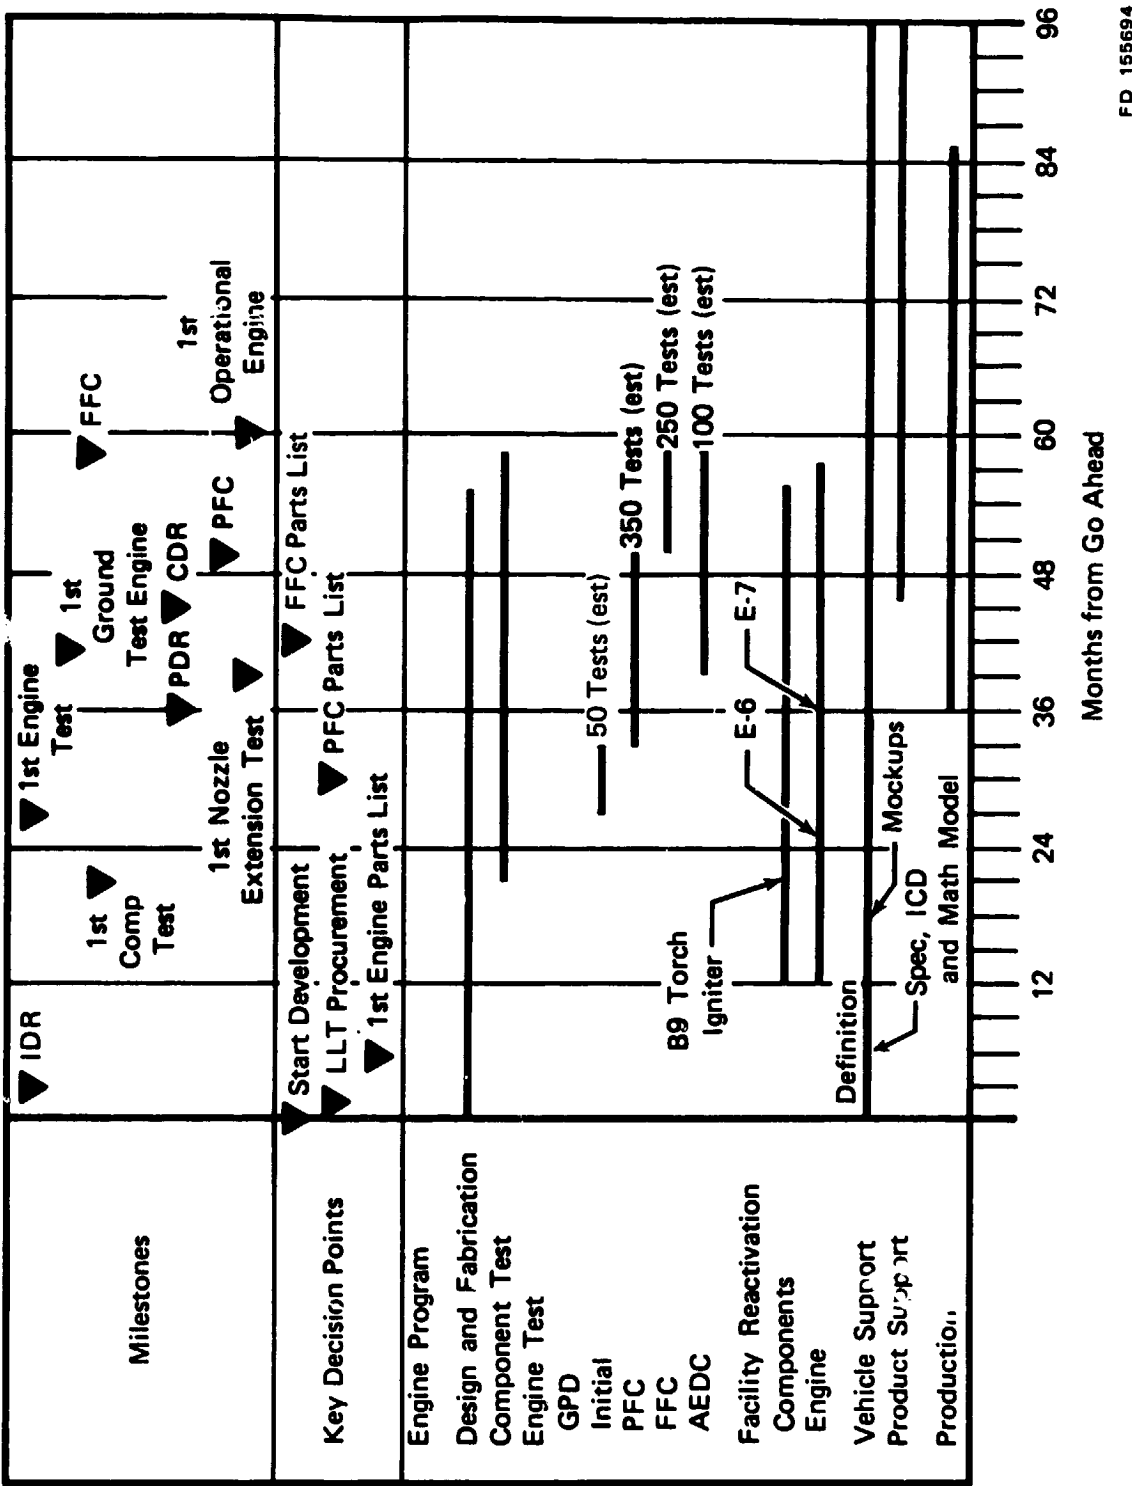 Milestones
IDR
1st
Comp
Test
1st Engine
Test
1st
Ground
Test Engine
PDR
CDR
1st Nozzle
Extension Test
PFC
FFC
1st
Operational
Engine
Key Decision Points
Start Development
LLT Procurement
1st Engine Parts List
PFC Parts List
FFC Parts List
Engine Program
Design and Fabrication
Component Test
Engine Test
GPD
Initial
50 Tests (est)
PFC
350 Tests (est)
FFC
250 Tests (est)
AEDC
100 Tests (est)
Facility Reactivation
Components
B9 Torch
Igniter
Engine
E-6
E-7
Vehicle Support
Definition
Spec, ICD
and Math Model
Mockups
Product Support
Production
12
24
36
48
60
72
84
96
Months from Go Ahead
FD 155694